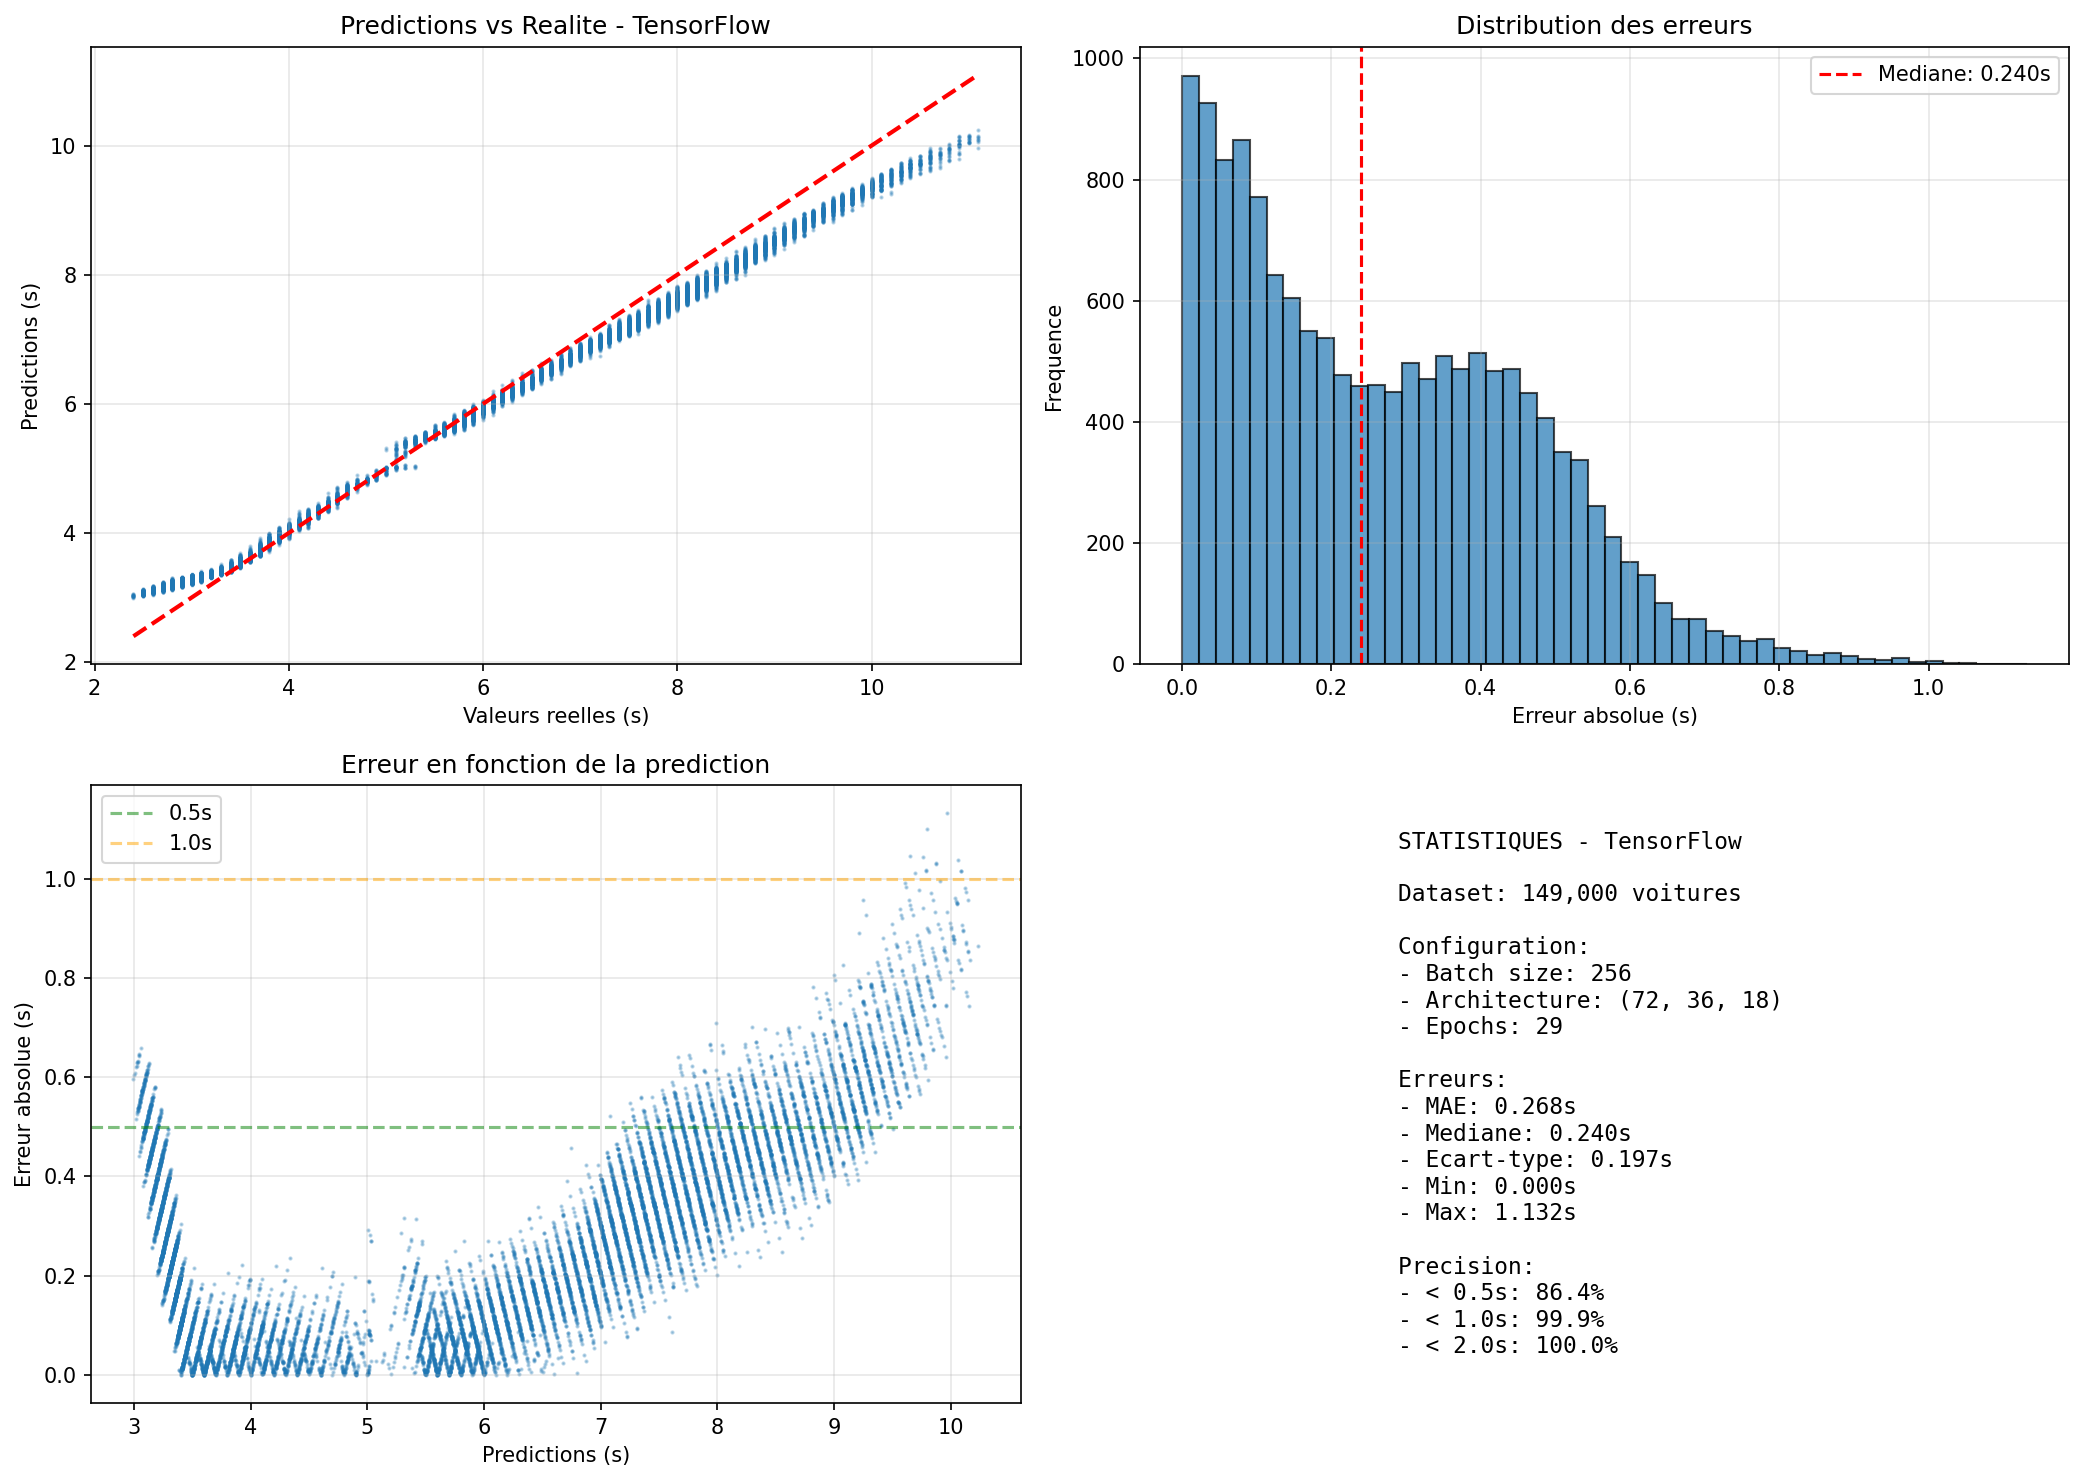 Predictions vs Realite - TensorFlow
Predictions (s)
10
8
6
4
2
2
4
6
8
10
Valeurs reelles (s)
Distribution des erreurs
Mediane: 0.240s
Frequence
1000
800
600
400
200
0
0.0
0.2
0.4
0.6
0.8
1.0
Erreur absolue (s)
Erreur en fonction de la prediction
0.5s
1.0s
Erreur absolue (s)
1.0
0.8
0.6
0.4
0.2
0.0
3
4
5
6
7
8
9
10
Predictions (s)
STATISTIQUES - TensorFlow
Dataset: 149,000 voitures
Configuration:
- Batch size: 256
- Architecture: (72, 36, 18)
- Epochs: 29
Erreurs:
- MAE: 0.268s
- Mediane: 0.240s
- Ecart-type: 0.197s
- Min: 0.000s
- Max: 1.132s
Precision:
- < 0.5s: 86.4%
- < 1.0s: 99.9%
- < 2.0s: 100.0%